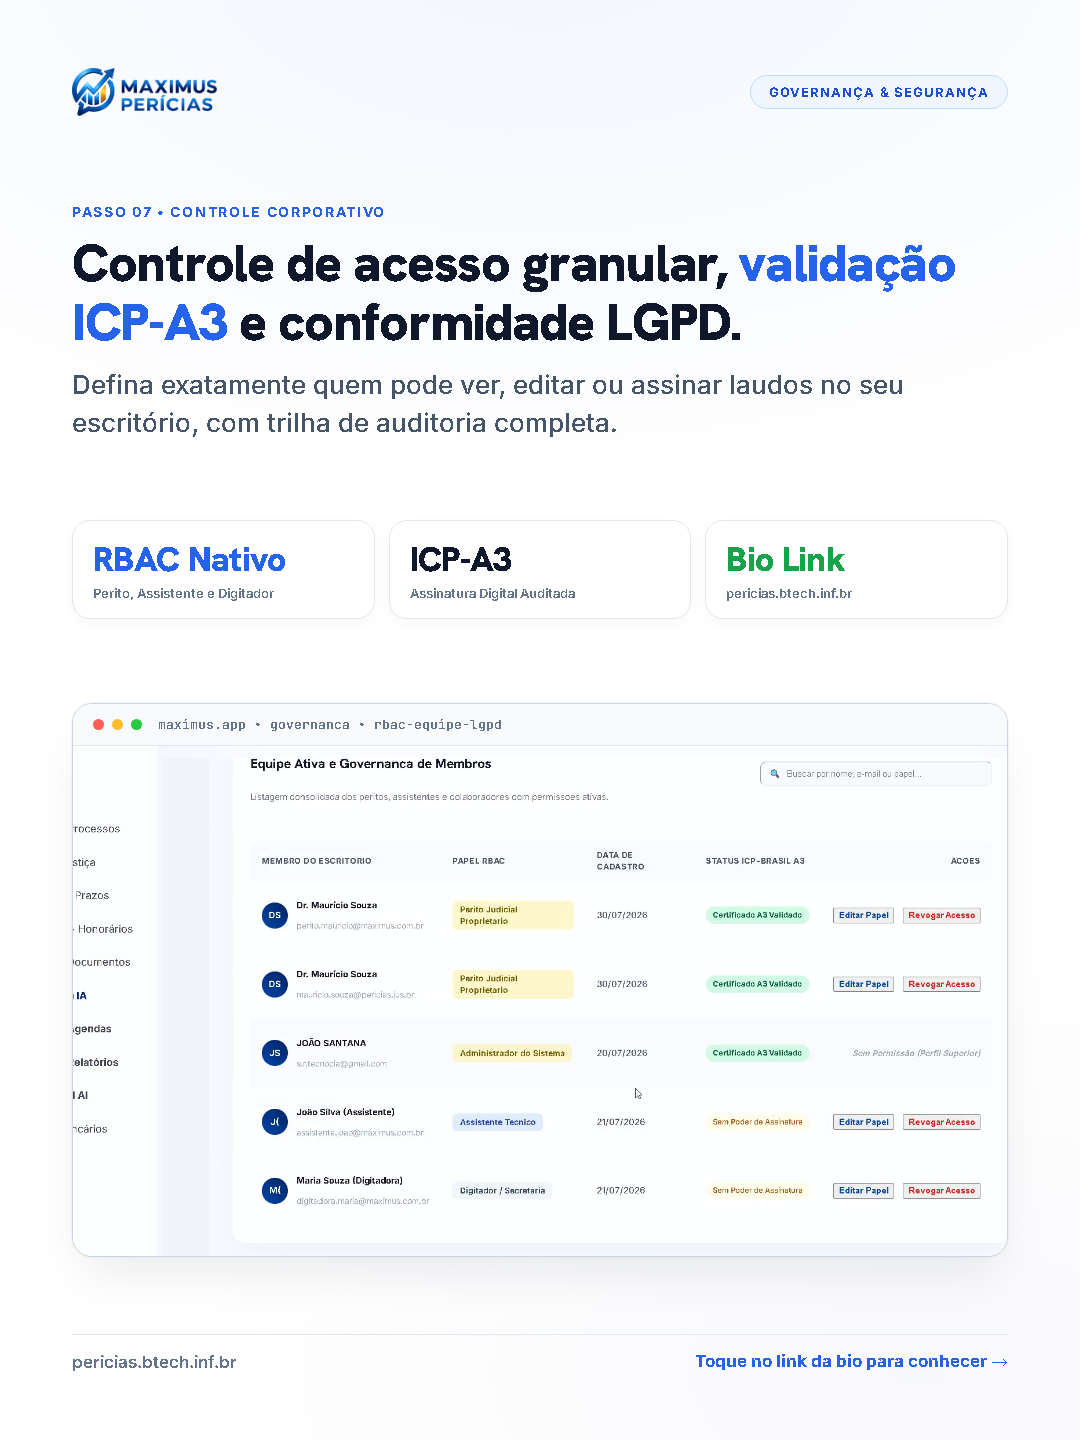 MAXIMUS
PERÍCIAS
GOVERNANÇA & SEGURANÇA
PASSO 07 • CONTROLE CORPORATIVO
Controle de acesso granular, validação
ICP-A3 e conformidade LGPD.
Defina exatamente quem pode ver, editar ou assinar laudos no seu
escritório, com trilha de auditoria completa.
RBAC Nativo
Perito, Assistente e Digitador
ICP-A3
Assinatura Digital Auditada
Bio Link
pericias.btech.inf.br
maximus.app • governanca • rbac-equipe-lgpd
Equipe Ativa e Governanca de Membros
Buscar por nome, e-mail ou papel...
Listagem consolidada dos peritos, assistentes e colaboradores com permissoes ativas.
rocessos
stiça
Prazos
- Honorários
Documentos
IA
Agendas
elatórios
AI
ncários
MEMBRO DO ESCRITORIO PAPEL RBAC DATA DE CADASTRO STATUS ICP-BRASIL A3 ACOES
DS Dr. Maurício Souza
perito.mauricio@maximus.com.br
Perito Judicial
Proprietario
30/07/2026 Certificado A3 Validado Editar Papel Revogar Acesso
DS Dr. Maurício Souza
mauricio.souza@pericias.jus.br
Perito Judicial
Proprietario
30/07/2026 Certificado A3 Validado Editar Papel Revogar Acesso
JS JOÃO SANTANA
s.r.tecnocia@gmail.com
Administrador do Sistema 20/07/2026 Certificado A3 Validado Sem Permissão (Perfil Superior)
J( João Silva (Assistente)
assistente.joao@maximus.com.br
Assistente Tecnico 21/07/2026 Sem Poder de Assinatura Editar Papel Revogar Acesso
M( Maria Souza (Digitadora)
digitadora.maria@maximus.com.br
Digitador / Secretaria 21/07/2026 Sem Poder de Assinatura Editar Papel Revogar Acesso
pericias.btech.inf.br
Toque no link da bio para conhecer →